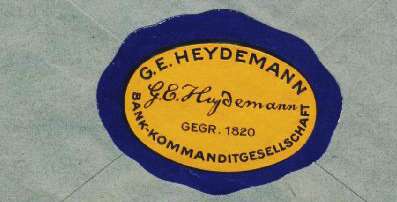 G.E. HEYDEMANN
G.E. Heydemann
GEGR. 1820
BANK-KOMMANDITGESELLSCHAFT